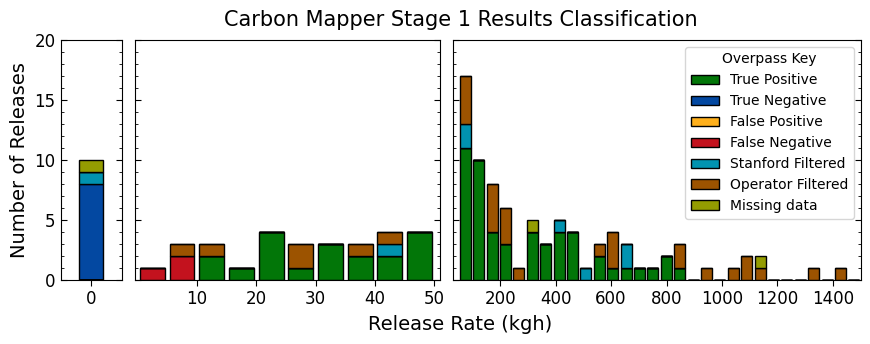 Carbon Mapper Stage 1 Results Classification
Number of Releases
20
15
10
5
0
0
10 20 30 40 50
200 400 600 800 1000 1200 1400
Release Rate (kgh)
Overpass Key
True Positive
True Negative
False Positive
False Negative
Stanford Filtered
Operator Filtered
Missing data